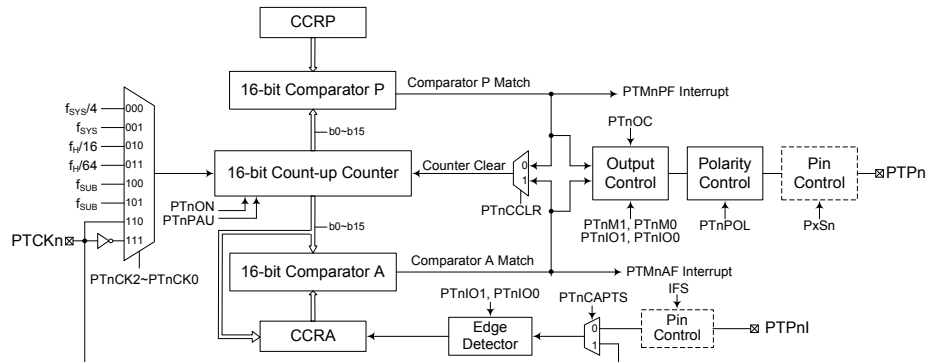 CCRP
16-bit Comparator P
Comparator P Match
PTMnPF Interrupt
b0~b15
fSYS/4
000
fSYS
001
fH/16
010
fH/64
011
fSUB
100
fSUB
101
110
111
PTCKn
PTnCK2~PTnCK0
16-bit Count-up Counter
PTnON
PTnPAU
Counter Clear
0
1
PTnCCLR
PTnOC
Output
Control
PTnM1, PTnM0
PTnIO1, PTnIO0
Polarity
Control
PTnPOL
Pin
Control
PxSn
PTPn
b0~b15
16-bit Comparator A
Comparator A Match
PTMnAF Interrupt
CCRA
PTnIO1, PTnIO0
Edge
Detector
PTnCAPTS
0
1
IFS
Pin
Control
PTPnI